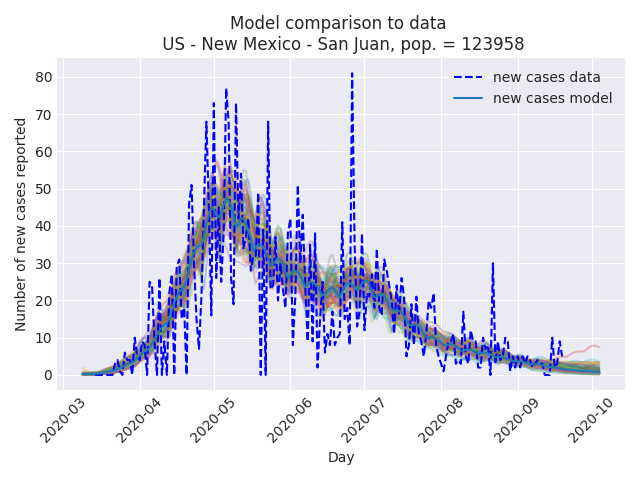 Model comparison to data
US - New Mexico - San Juan, pop. = 123958
new cases data
new cases model
Number of new cases reported
80
70
60
50
40
30
20
10
0
2020-03
2020-04
2020-05
2020-06
2020-07
2020-08
2020-09
2020-10
Day